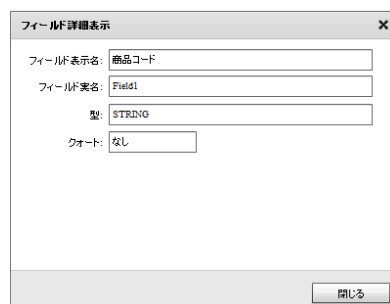 フィールド詳細表示
フィールド表示名: 商品コード
フィールド実名: Field1
型: STRING
クォート: なし
閉じる